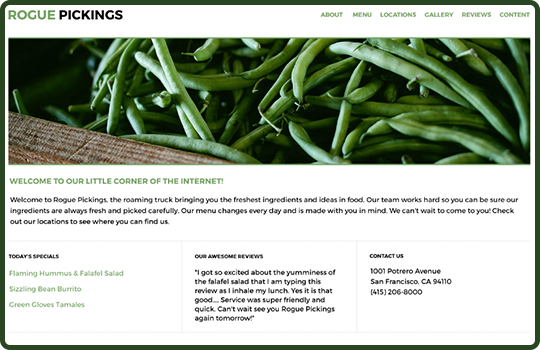 ROGUE PICKINGS
ABOUT MENU LOCATIONS GALLERY REVIEWS CONTENT
WELCOME TO OUR LITTLE CORNER OF THE INTERNET!
Welcome to Rogue Pickings, the roaming truck bringing you the freshest ingredients and ideas in food. Our team works hard so you can be sure our
ingredients are always fresh and picked carefully. Our menu changes every day and is made with you in mind. We can't wait to come to you! Check
out our locations to see where you can find us.
TODAY'S SPECIALS
Flaming Hummus & Falafel Salad
Sizzling Bean Burrito
Green Gloves Tamales
OUR AWESOME REVIEWS
"I got so excited about the yumminess of
the falafel salad that I am typing this
review as I inhale my lunch. Yes it is that
good.... Service was super friendly and
quick. Can't wait see you Rogue Pickings
again tomorrow!"
CONTACT US
1001 Potrero Avenue
San Francisco, CA 94110
(415) 206-8000